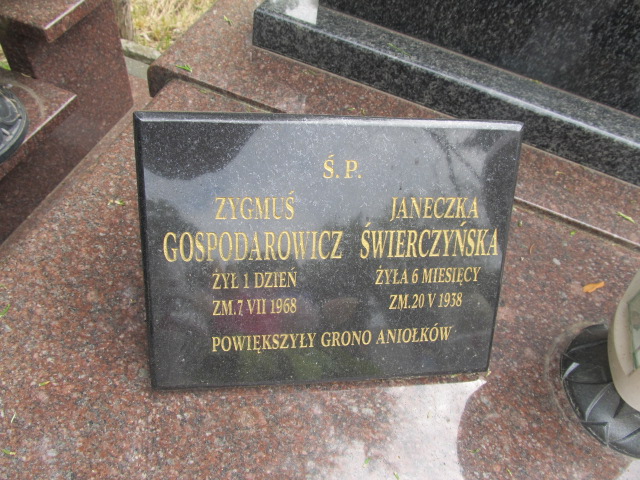 Ś. P.
ZYGMUŚ
GOSPODAROWICZ
ŻYŁ 1 DZIEŃ
ZM.7 VII 1968
JANECZKA
ŚWIERCZYŃSKA
ŻYŁA 6 MIESIĘCY
ZM.20 V 1938
POWIĘKSZYŁY GRONO ANIOŁKÓW